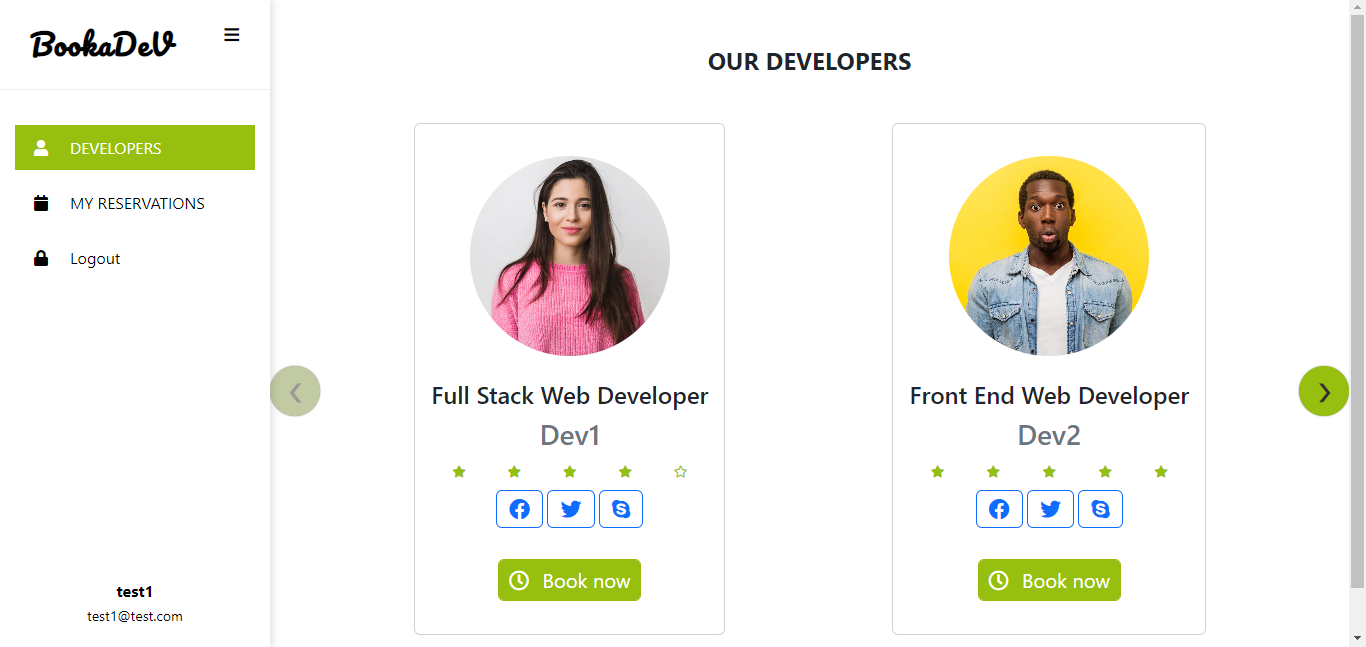 BookaDeV
DEVELOPERS
MY RESERVATIONS
Logout
test1
test1@test.com
OUR DEVELOPERS
Full Stack Web Developer
Dev1
Book now
Front End Web Developer
Dev2
Book now